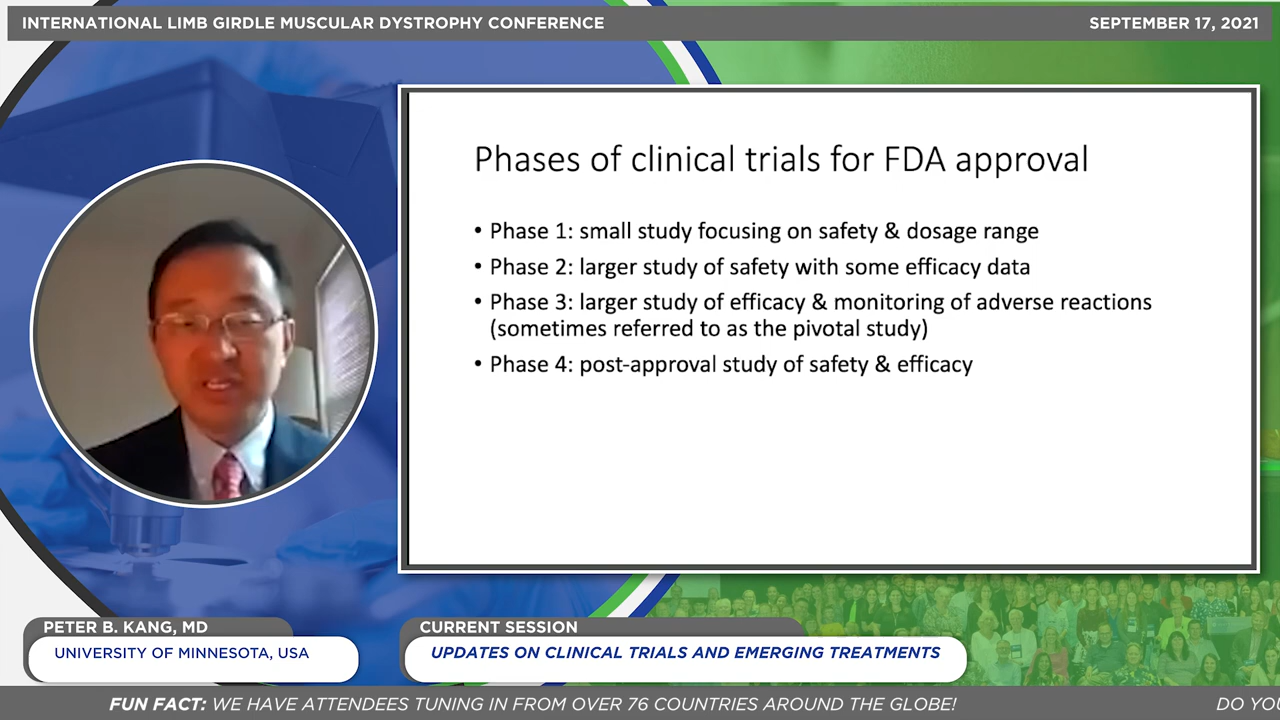 INTERNATIONAL LIMB GIRDLE MUSCULAR DYSTROPHY CONFERENCE
SEPTEMBER 17, 2021
Phases of clinical trials for FDA approval
• Phase 1: small study focusing on safety & dosage range
• Phase 2: larger study of safety with some efficacy data
• Phase 3: larger study of efficacy & monitoring of adverse reactions
(sometimes referred to as the pivotal study)
• Phase 4: post-approval study of safety & efficacy
PETER B. KANG, MD
UNIVERSITY OF MINNESOTA, USA
CURRENT SESSION
UPDATES ON CLINICAL TRIALS AND EMERGING TREATMENTS
FUN FACT: WE HAVE ATTENDEES TUNING IN FROM OVER 76 COUNTRIES AROUND THE GLOBE!
DO YOU